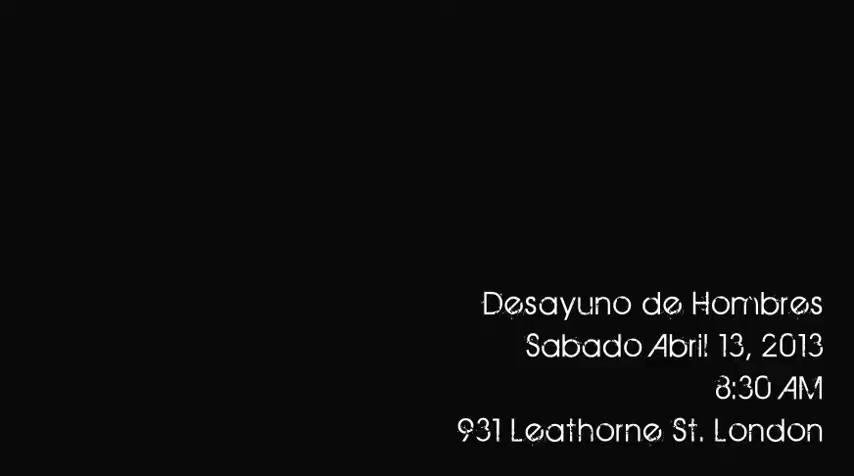 Desayuno de Hombres
Sabado Abril 13, 2013
8:30 AM
931 Leathorne St. London